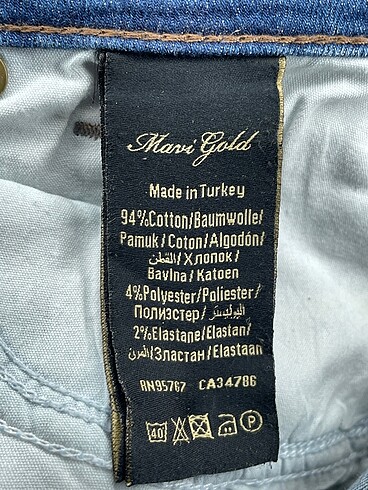 Mavi Gold
Made in Turkey
94%Cotton/Baumwolle/
Pamuk/Coton/Algodón/
القطن/Хлопок/
Bavlna/Katoen
4%Polyester/Poliester/
Полиэстер/اليوليستر
2%Elastane/Elastan/
المرن/Эластан/Elastaan
RN95767 CA34786
40 P